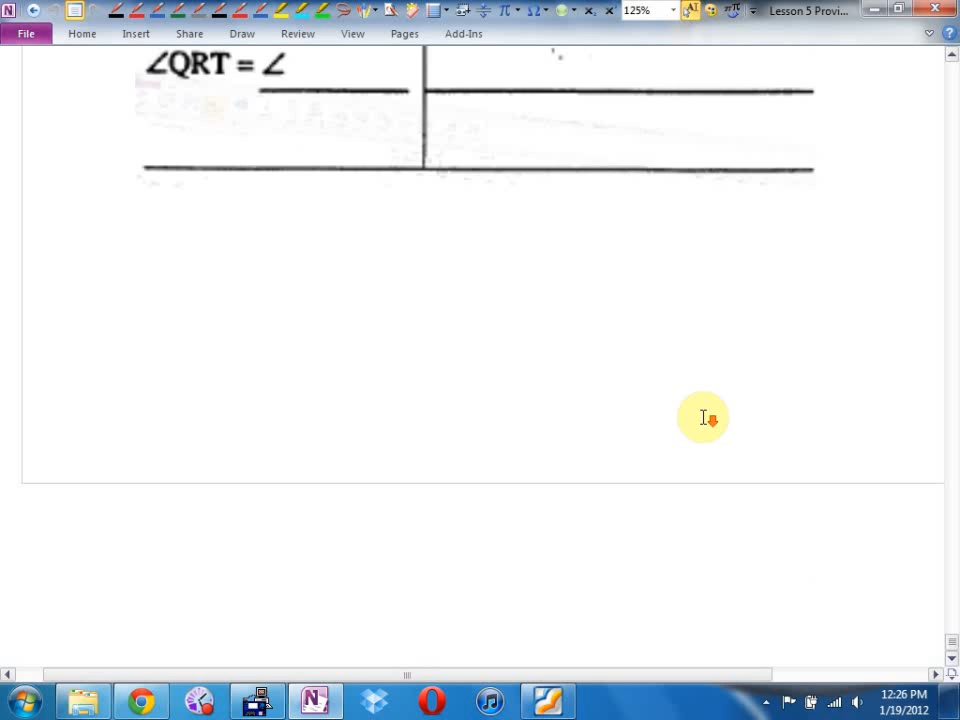 125%
Lesson 5 Provi...
File Home Insert Share Draw Review View Pages Add-Ins
∠QRT = ∠
12:26 PM
1/19/2012